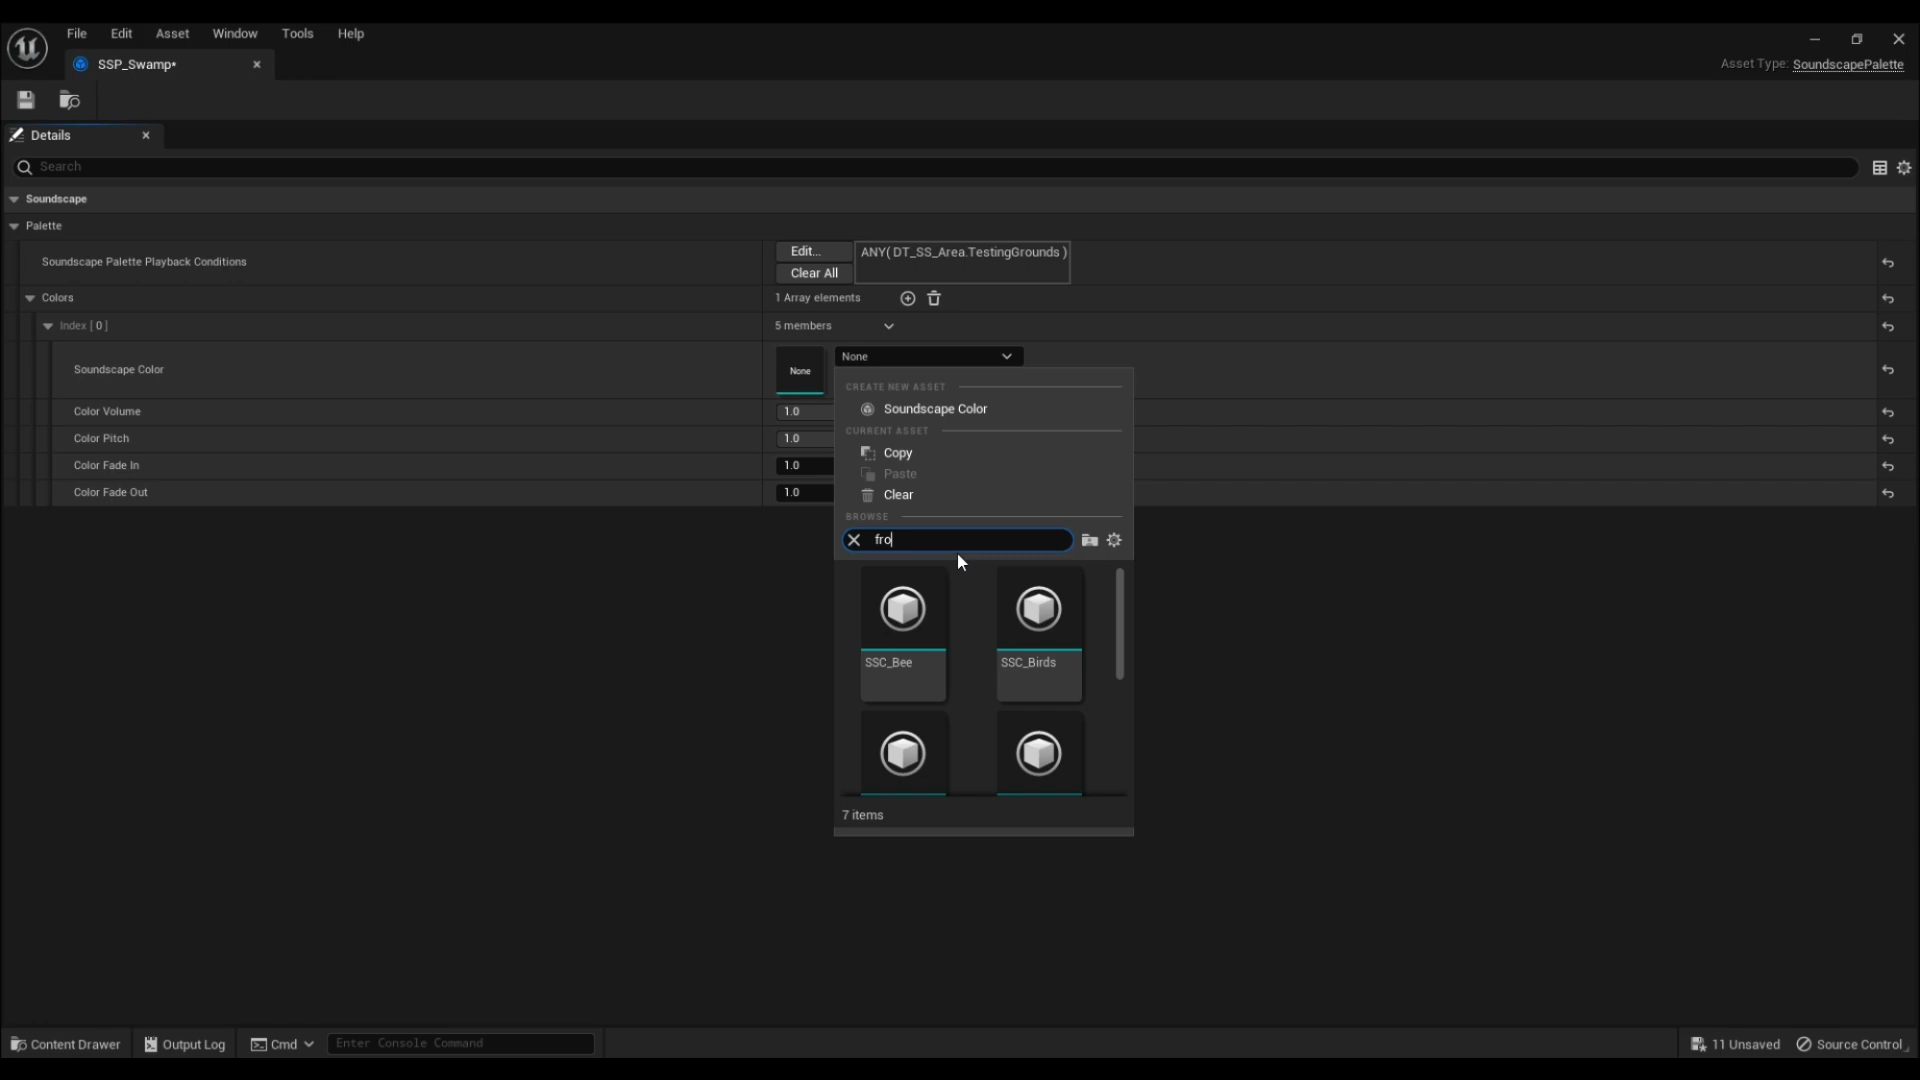 File Edit Asset Window Tools Help
SSP_Swamp*
Asset Type: SoundscapePalette
Details
Search
Soundscape
Palette
Soundscape Palette Playback Conditions
Edit...
ANY( DT_SS_Area.TestingGrounds )
Clear All
Colors
1 Array elements
Index [ 0 ]
5 members
Soundscape Color
None
None
Color Volume
1.0
Color Pitch
1.0
Color Fade In
1.0
Color Fade Out
1.0
CREATE NEW ASSET
Soundscape Color
CURRENT ASSET
Copy
Paste
Clear
BROWSE
fro
SSC_Bee
SSC_Birds
7 items
Content Drawer
Output Log
Cmd
Enter Console Command
11 Unsaved
Source Control